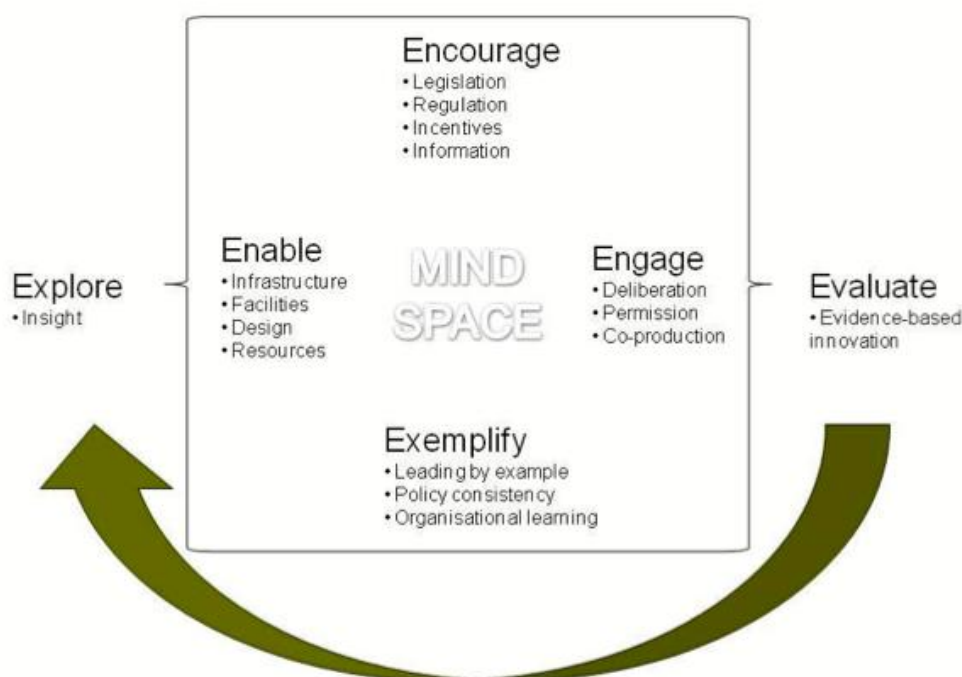 Encourage
• Legislation
• Regulation
• Incentives
• Information
Explore
• Insight
Enable
• Infrastructure
• Facilities
• Design
• Resources
MIND
SPACE
Engage
• Deliberation
• Permission
• Co-production
Evaluate
• Evidence-based
innovation
Exemplify
• Leading by example
• Policy consistency
• Organisational learning